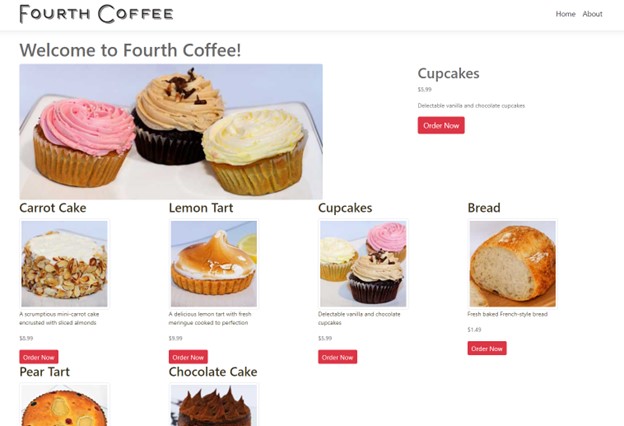 FOURTH COFFEE
Home About
Welcome to Fourth Coffee!
Cupcakes
$5.99
Delectable vanilla and chocolate cupcakes
Order Now
Carrot Cake
A scrumptious mini-carrot cake
encrusted with sliced almonds
$8.99
Order Now
Lemon Tart
A delicious lemon tart with fresh
meringue cooked to perfection
$9.99
Order Now
Cupcakes
Delectable vanilla and chocolate
cupcakes
$5.99
Order Now
Bread
Fresh baked French-style bread
$1.49
Order Now
Pear Tart
Chocolate Cake